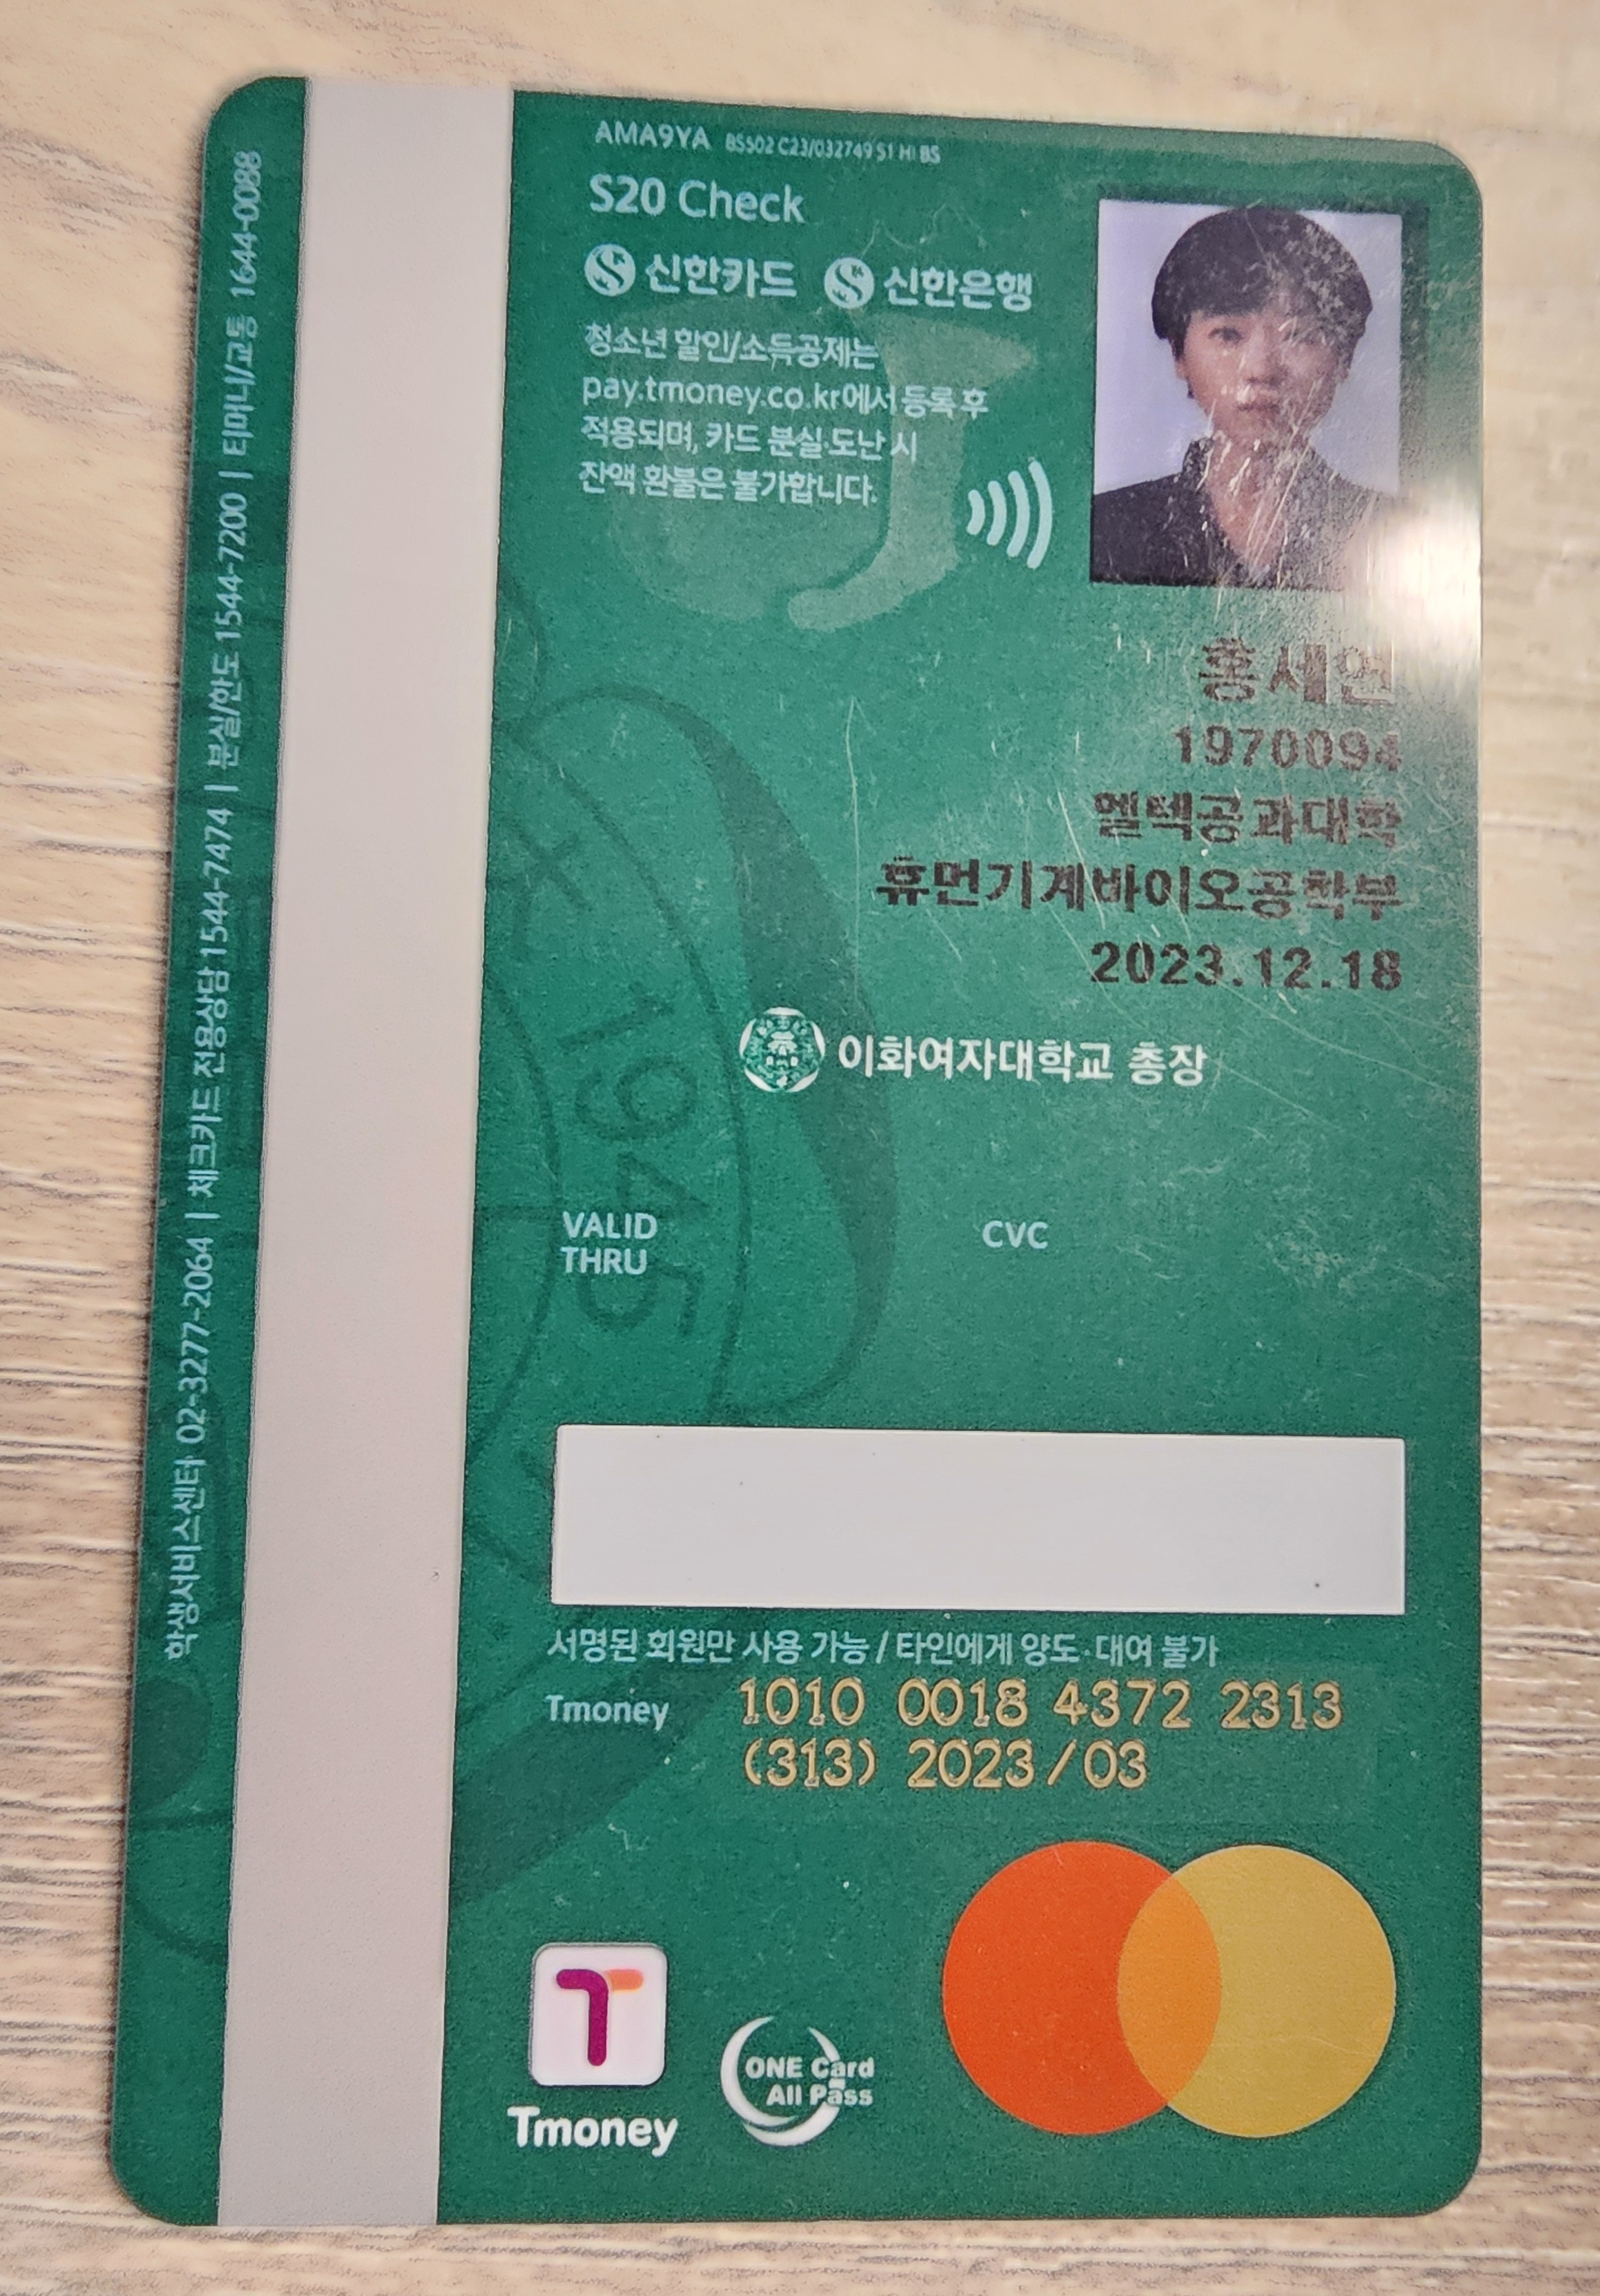 AMA9YA BS502 C23/032749 S1 HI BS
S20 Check
신한카드 신한은행
청소년 할인/소득공제는
pay.tmoney.co.kr에서 등록 후
적용되며, 카드 분실·도난 시
잔액 환불은 불가합니다.
홍세연
1970094
엘텍공과대학
휴먼기계바이오공학부
2023.12.18
이화여자대학교 총장
1945
VALID
THRU
CVC
서명된 회원만 사용 가능 / 타인에게 양도·대여 불가
Tmoney 1010 0018 4372 2313
(313) 2023/03
T
Tmoney
ONE Card
All Pass
학생서비스센터 02-3277-2064 | 체크카드 전용상담 1544-7474 | 분실/한도 1544-7200 | 티머니/교통 1644-0088